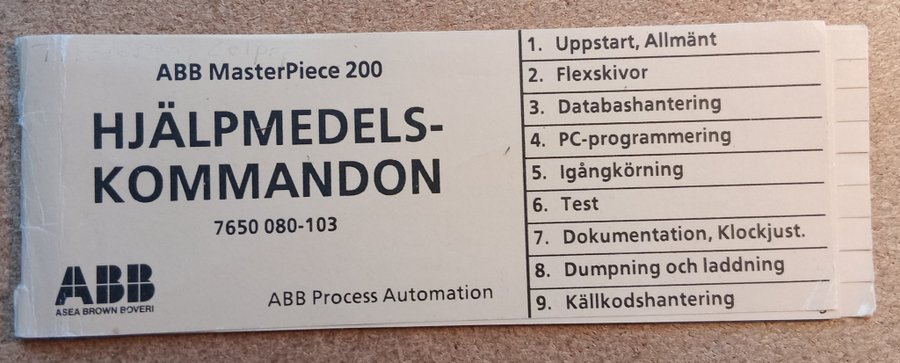 ABB MasterPiece 200
HJÄLPMEDELS-
KOMMANDON
7650 080-103
ABB
ASEA BROWN BOVERI
ABB Process Automation
1. Uppstart, Allmänt
2. Flexskivor
3. Databashantering
4. PC-programmering
5. Igångkörning
6. Test
7. Dokumentation, Klockjust.
8. Dumpning och laddning
9. Källkodshantering